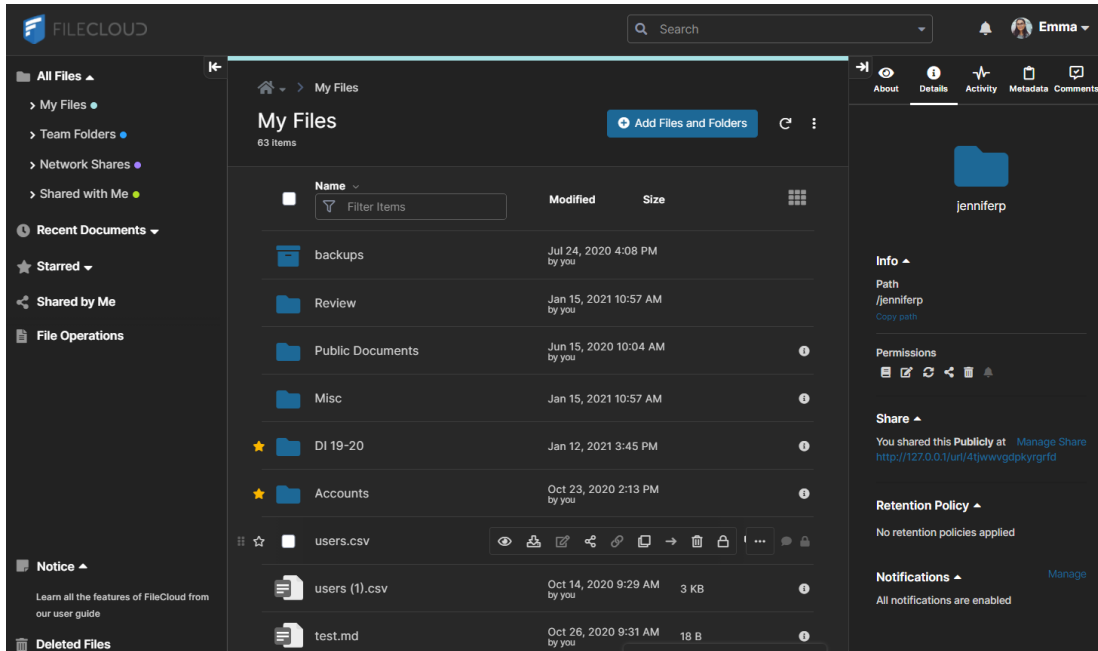 FILECLOUD
Search
Emma
All Files
My Files
Team Folders
Network Shares
Shared with Me
Recent Documents
Starred
Shared by Me
File Operations
Notice
Learn all the features of FileCloud from
our user guide
Deleted Files
My Files
My Files
63 items
Add Files and Folders
Name
Filter Items
Modified
Size
backups
Jul 24, 2020 4:08 PM
by you
Review
Jan 15, 2021 10:57 AM
by you
Public Documents
Jun 15, 2020 10:04 AM
by you
Misc
Jan 15, 2021 10:57 AM
DI 19-20
Jan 12, 2021 3:45 PM
Accounts
Oct 23, 2020 2:13 PM
by you
users.csv
users (1).csv
Oct 14, 2020 9:29 AM
by you
3 KB
test.md
Oct 26, 2020 9:31 AM
by you
18 B
About
Details
Activity
Metadata
Comments
jenniferp
Info
Path
/jenniferp
Copy path
Permissions
Share
You shared this Publicly at
Manage Share
http://127.0.0.1/url/4tjwwvgdpkyrgrfd
Retention Policy
No retention policies applied
Notifications
Manage
All notifications are enabled